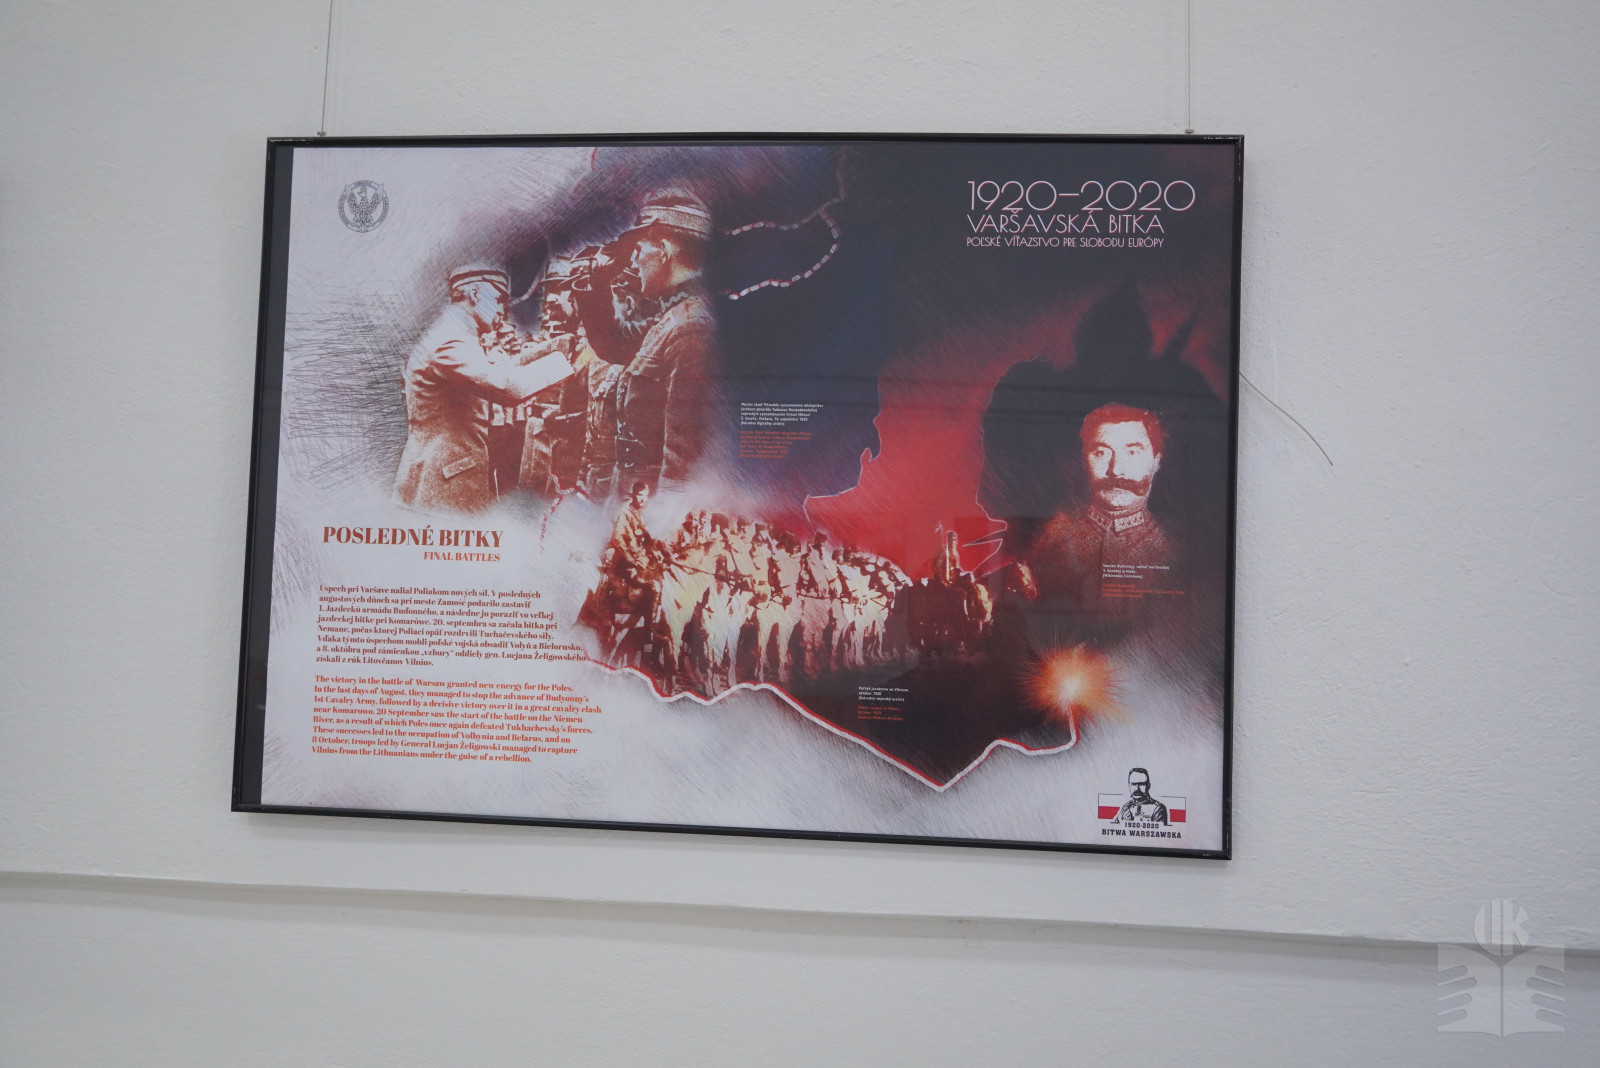 1920–2020
VARŠAVSKÁ BITKA
POĽSKÉ VÍŤAZSTVO PRE SLOBODU EURÓPY
POSLEDNÉ BITKY
FINAL BATTLES
Úspech pri Varšave nalial Poliakom nových síl. V posledných
augustových dňoch sa pri meste Zamość podarilo zastaviť
1. Jazdeckú armádu Buďonného, a následne ju poraziť vo veľkej
jazdeckej bitke pri Komarówe. 20. septembra sa začala bitka pri
Nemane, počas ktorej Poliaci opäť rozdrvili Tuchačevského sily.
Vďaka týmto úspechom mohli poľské vojská obsadiť Volyň a Bielorusko,
a 8. októbra pod zámienkou „vzbury“ oddiely gen. Lucjana Żeligowského
získali z rúk Litovčanov Vilnius.
The victory in the battle of Warsaw granted new energy for the Poles.
In the last days of August, they managed to stop the advance of Budyonny's
1st Cavalry Army, followed by a decisive victory over it in a great cavalry clash
near Komarowo. 20 September saw the start of the battle on the Niemen
River, as a result of which Poles once again defeated Tukhachevsky's forces.
These successes led to the occupation of Volhynia and Belarus, and on
8 October, troops led by General Lucjan Żeligowski managed to capture
Vilnius from the Lithuanians under the guise of a rebellion.
1920-2020
BITWA WARSZAWSKA